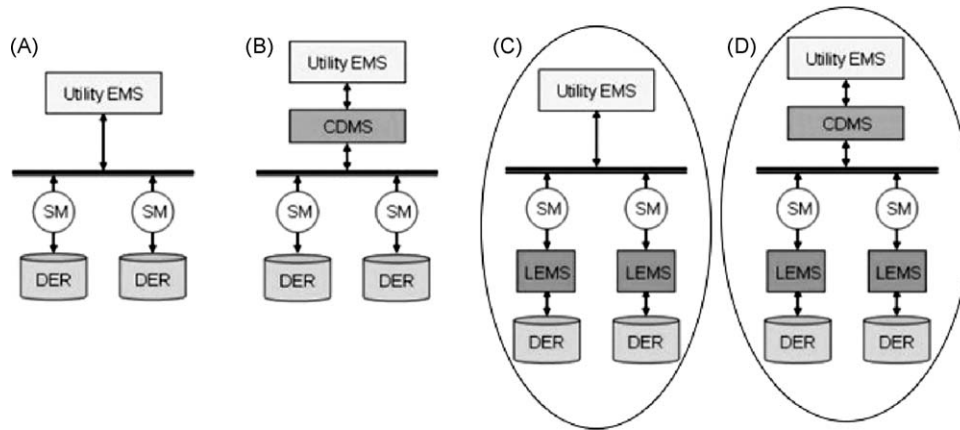 (A)
Utility EMS
SM SM
DER DER
(B)
Utility EMS
CDMS
SM SM
DER DER
(C)
Utility EMS
SM SM
LEMS LEMS
DER DER
(D)
Utility EMS
CDMS
SM SM
LEMS LEMS
DER DER